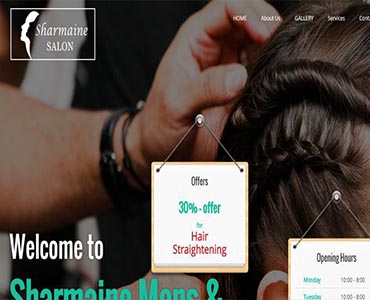 Sharmaine
SALON
HOME About Us GALLERY Services Cont
Offers
30% - offer
for
Hair
Straightening
Welcome to
Sharmaine Mens &
Opening Hours
Monday 10:00 - 8:00
Tuesday 10:00 - 8:00